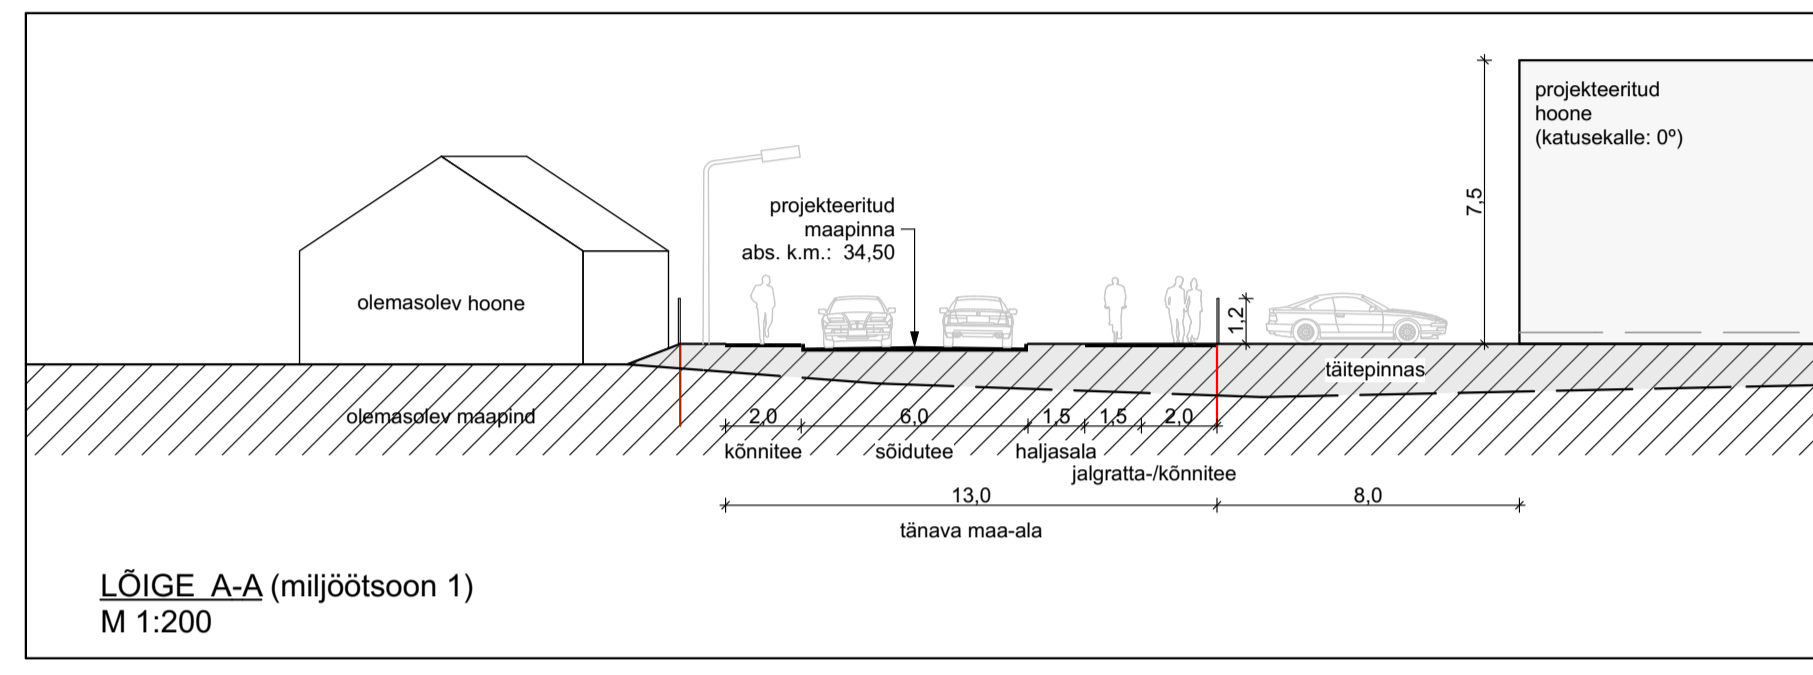 projekteeritud
hoone
(katusekalle: 0º)
7,5
projekteeritud
maapinna
abs. k.m.: 34,50
olemasolev hoone
1,2
täitepinnas
olemasolev maapind
2,0 6,0 1,5 1,5 2,0
kõnnitee sõidutee haljasala
jalgratta-/kõnnitee
13,0 8,0
tänava maa-ala
LÕIGE A-A (miljöötsoon 1)
M 1:200